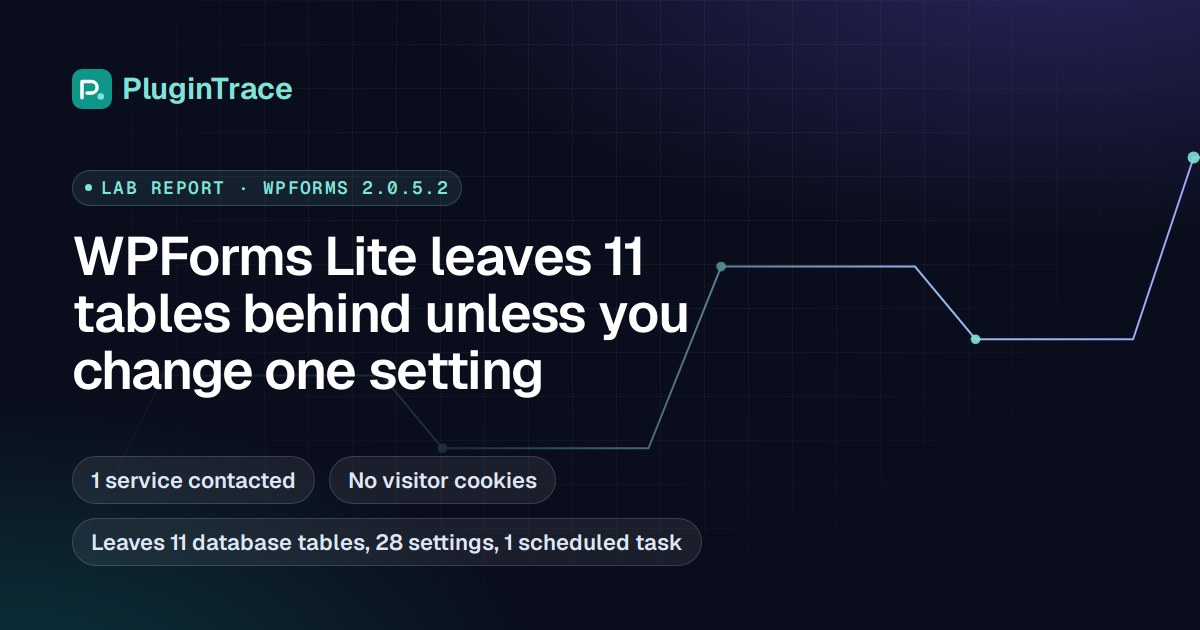 PluginTrace
LAB REPORT · WPFORMS 2.0.5.2
WPForms Lite leaves 11
tables behind unless you
change one setting
1 service contacted
No visitor cookies
Leaves 11 database tables, 28 settings, 1 scheduled task